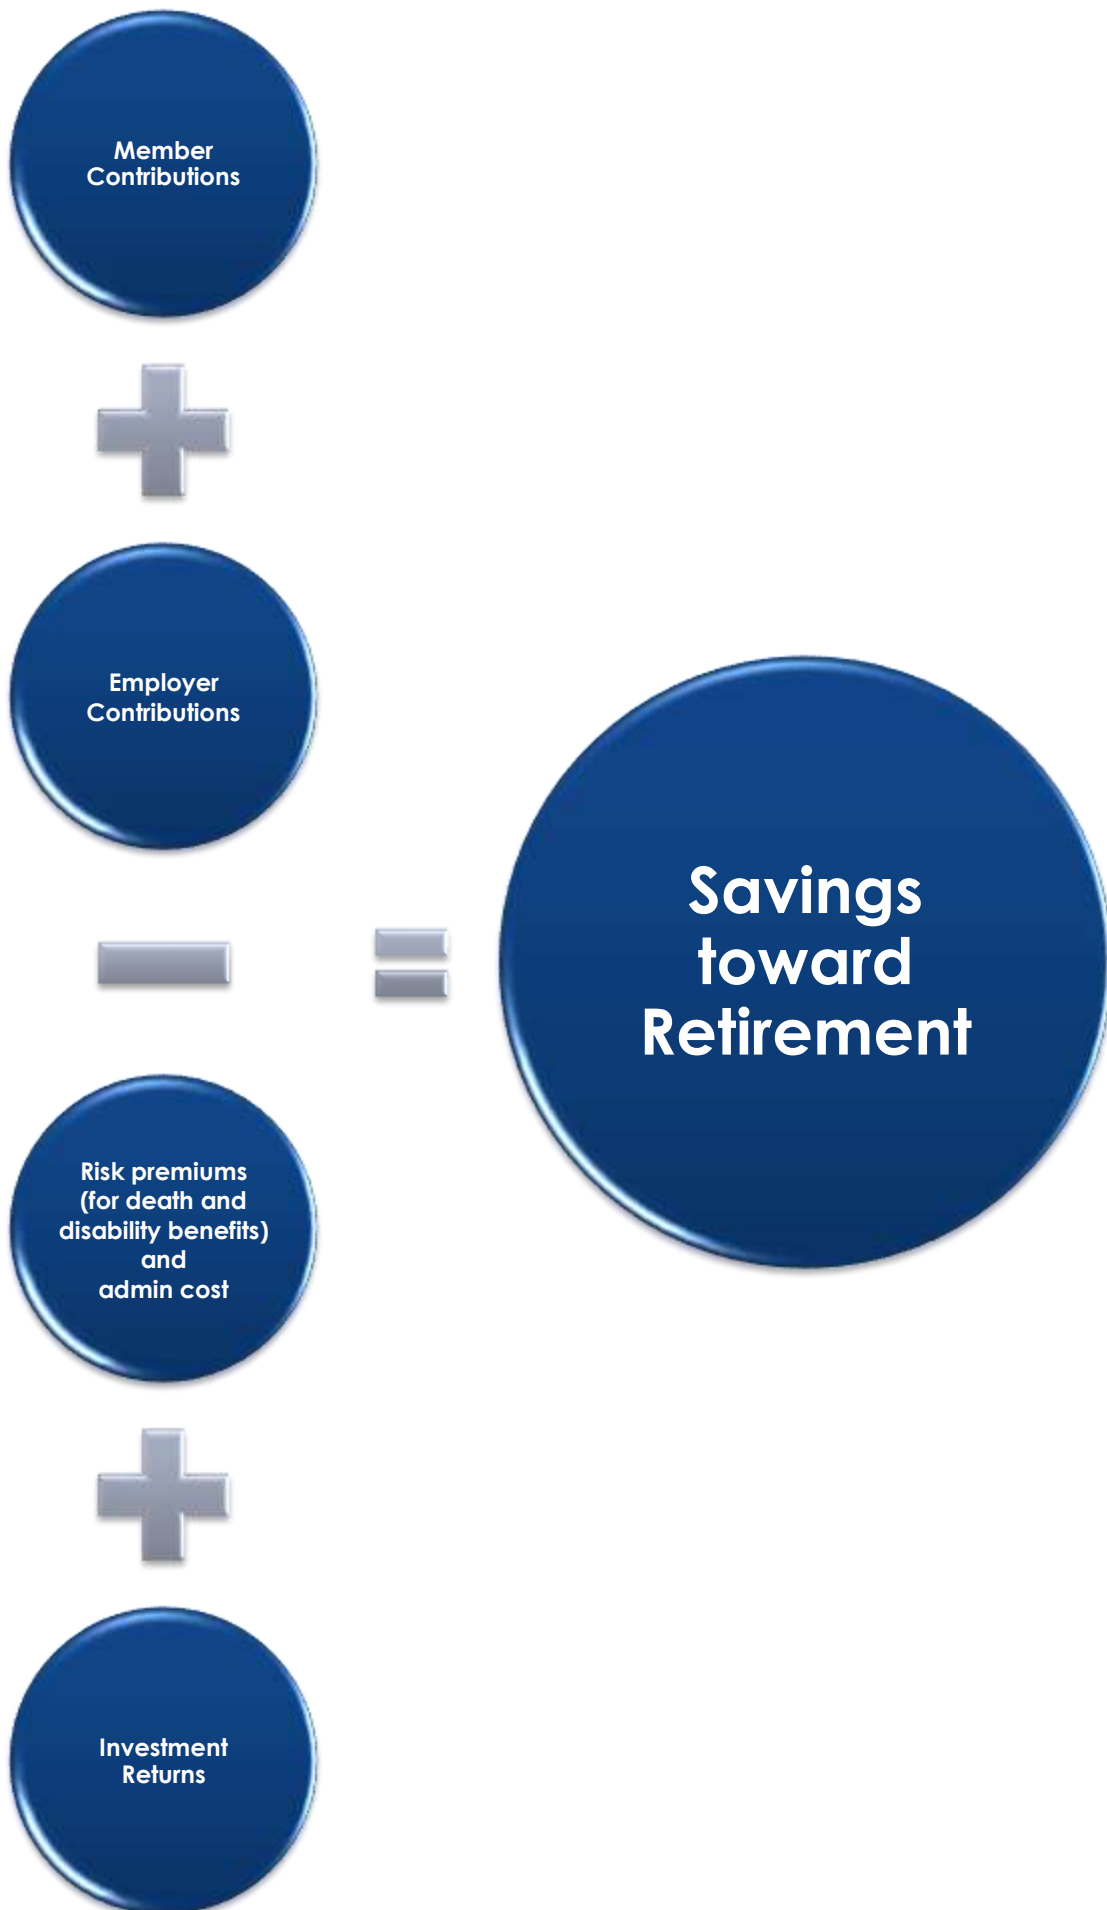 Member
Contributions
Employer
Contributions
Savings
toward
Retirement
Risk premiums
(for death and
disability benefits)
and
admin cost
Investment
Returns